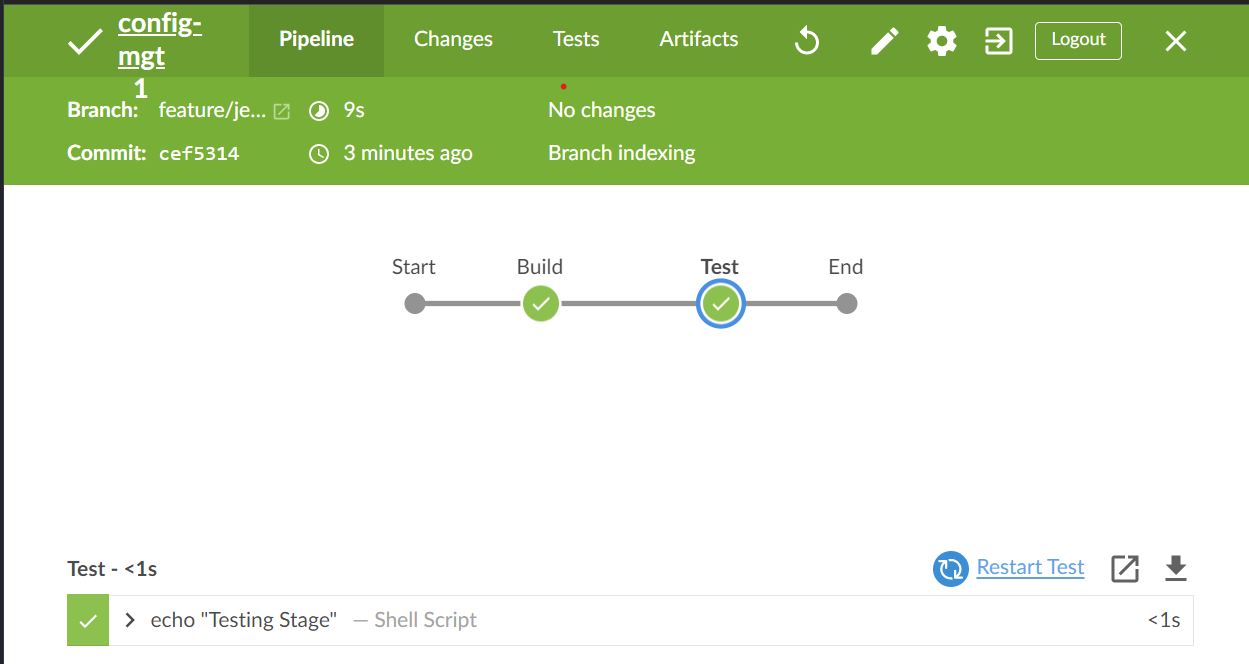 config-
mgt
1
Pipeline Changes Tests Artifacts Logout
Branch: feature/je... 9s No changes
Commit: cef5314 3 minutes ago Branch indexing
Start Build Test End
Test - <1s Restart Test
echo "Testing Stage" — Shell Script <1s